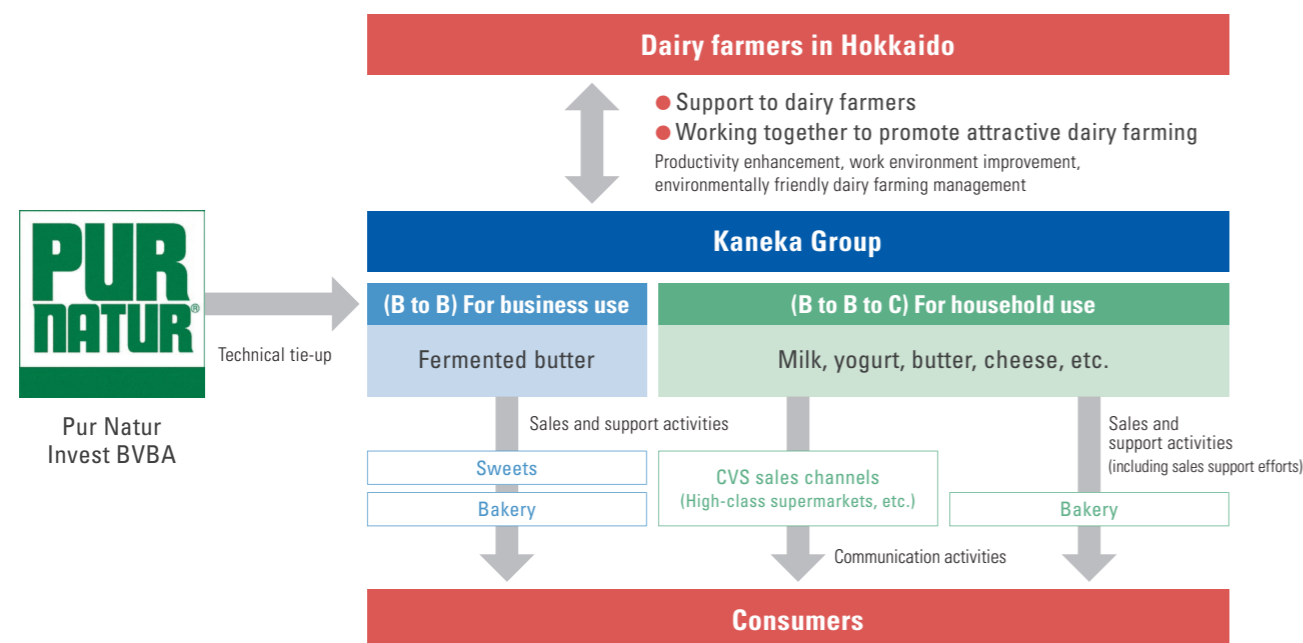 Dairy farmers in Hokkaido
● Support to dairy farmers
● Working together to promote attractive dairy farming
Productivity enhancement, work environment improvement,
environmentally friendly dairy farming management
PUR
NATUR®
Pur Natur
Invest BVBA
Technical tie-up
Kaneka Group
(B to B) For business use
Fermented butter
(B to B to C) For household use
Milk, yogurt, butter, cheese, etc.
Sales and support activities
Sweets
Bakery
CVS sales channels
(High-class supermarkets, etc.)
Sales and
support activities
(including sales support efforts)
Bakery
Communication activities
Consumers